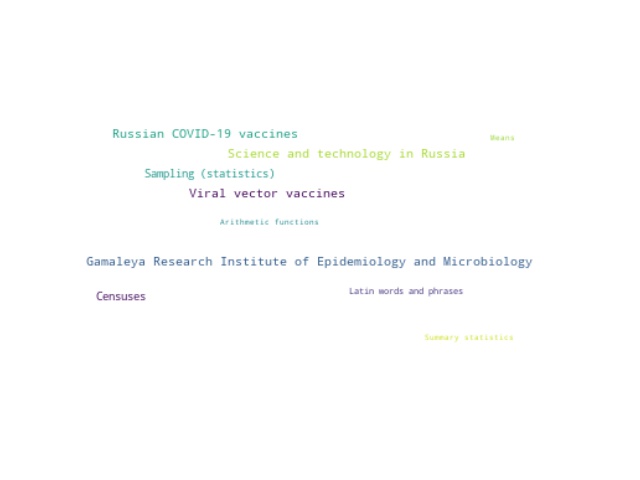 Russian COVID-19 vaccines
Means
Science and technology in Russia
Sampling (statistics)
Viral vector vaccines
Arithmetic functions
Gamaleya Research Institute of Epidemiology and Microbiology
Latin words and phrases
Censuses
Summary statistics